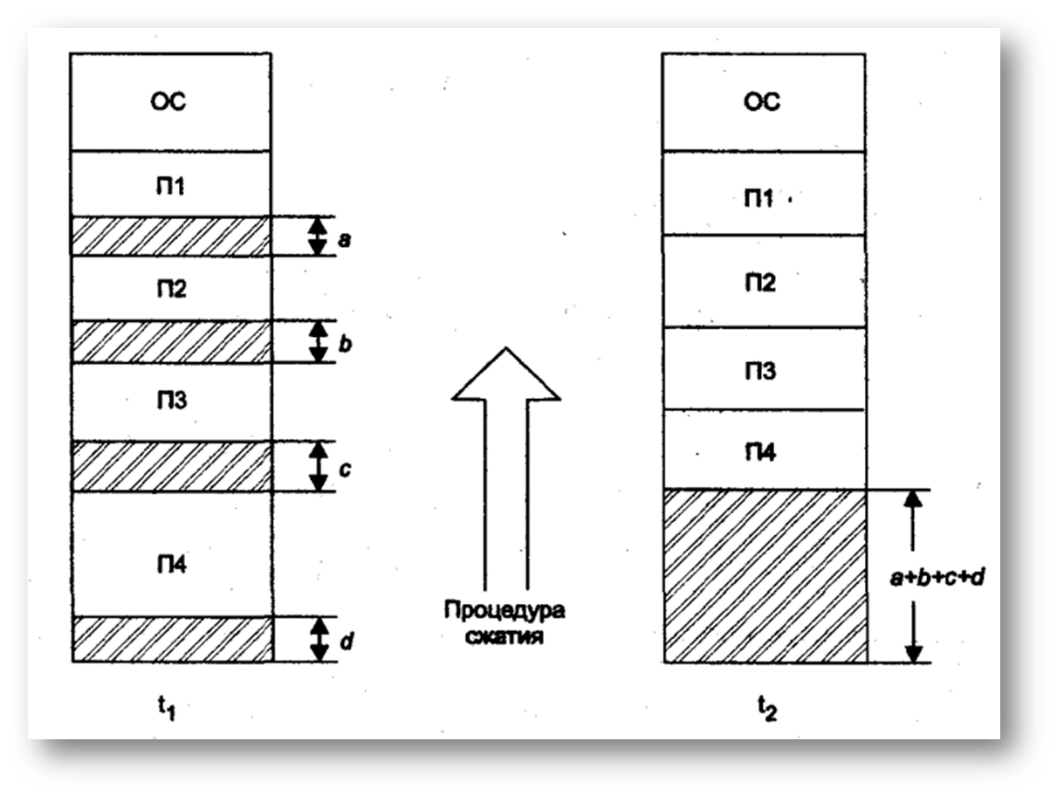 ОС
П1
a
П2
b
П3
c
П4
d
t1
Процедура
сжатия
ОС
П1
П2
П3
П4
a+b+c+d
t2